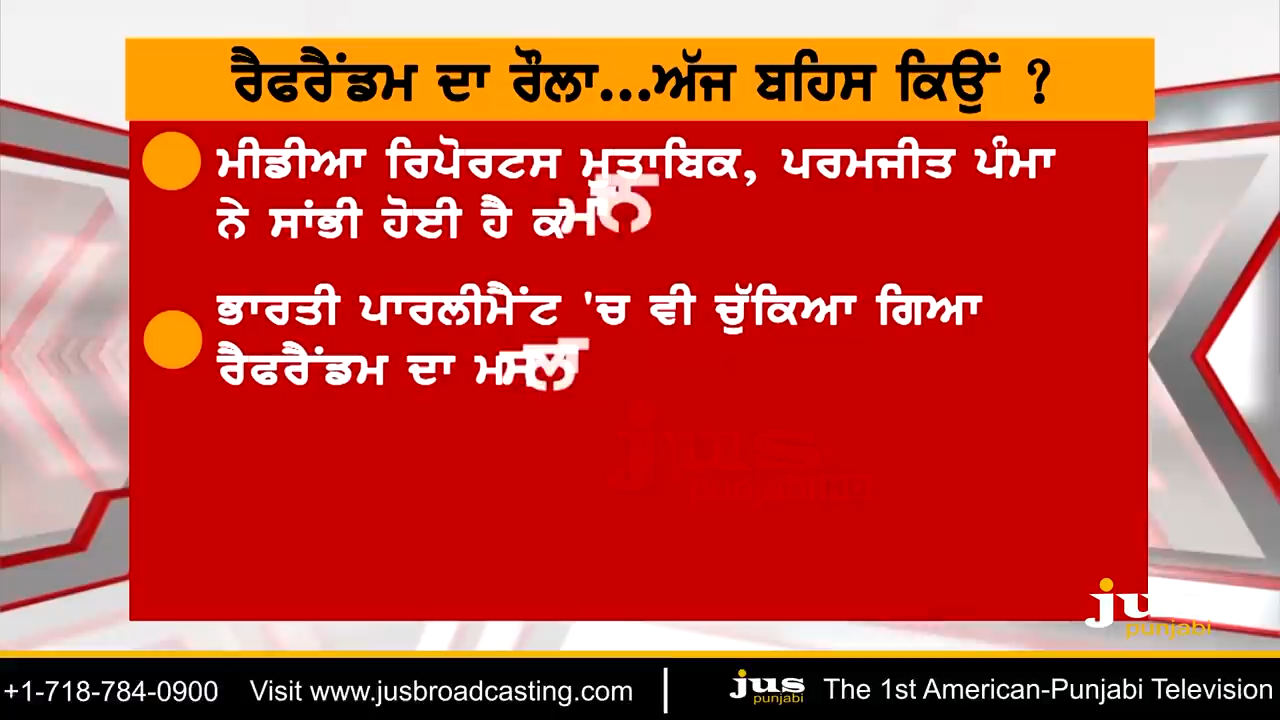 ਰੈਫਰੈਂਡਮ ਦਾ ਰੌਲਾ...ਅੱਜ ਬਹਿਸ ਕਿਉਂ ?
ਮੀਡੀਆ ਰਿਪੋਰਟਸ ਮੁਤਾਬਿਕ, ਪਰਮਜੀਤ ਪੰਮਾ
ਨੇ ਸਾਂਭੀ ਹੋਈ ਹੈ
ਭਾਰਤੀ ਪਾਰਲੀਮੈਂਟ 'ਚ ਵੀ ਚੁੱਕਿਆ ਗਿਆ
ਰੈਫਰੈਂਡਮ ਦਾ
jus
punjabi
+1-718-784-0900 Visit www.jusbroadcasting.com | jus punjabi The 1st American-Punjabi Television